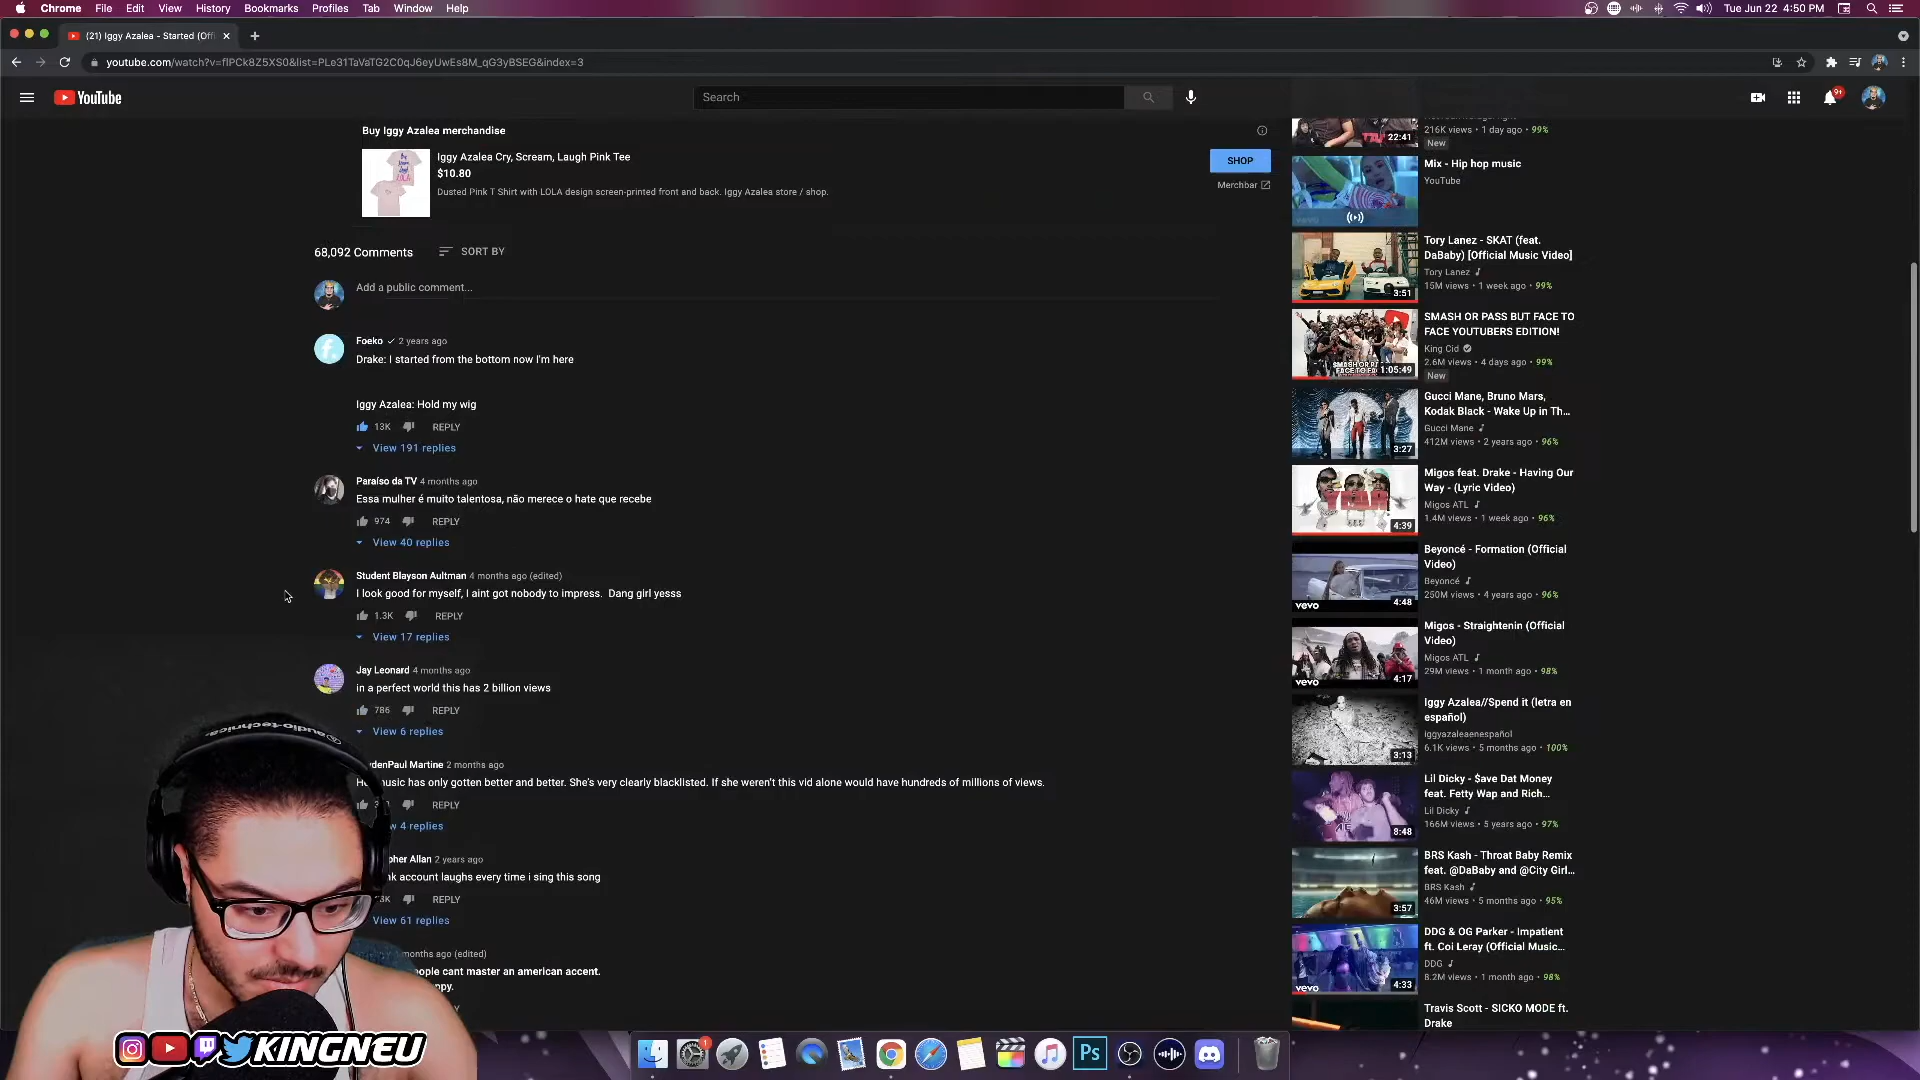 Chrome File Edit View History Bookmarks Profiles Tab Window Help
Tue Jun 22 4:50 PM
(21) Iggy Azalea - Started (Offi
youtube.com/watch?v=flPCk8Z5XS0&list=PLe31TaVaTG2C0qJ6eyUwEs8M_qG3yBSEG&index=3
YouTube
Search
9+
Buy Iggy Azalea merchandise
Iggy Azalea Cry, Scream, Laugh Pink Tee
$10.80
Dusted Pink T Shirt with LOLA design screen-printed front and back. Iggy Azalea store / shop.
SHOP
Merchbar
68,092 Comments
SORT BY
Add a public comment...
Foeko 2 years ago
Drake: I started from the bottom now I'm here
Iggy Azalea: Hold my wig
13K REPLY
View 191 replies
Paraíso da TV 4 months ago
Essa mulher é muito talentosa, não merece o hate que recebe
974 REPLY
View 40 replies
Student Blayson Aultman 4 months ago (edited)
I look good for myself, I aint got nobody to impress. Dang girl yesss
1.3K REPLY
View 17 replies
Jay Leonard 4 months ago
in a perfect world this has 2 billion views
786 REPLY
View 6 replies
ydenPaul Martine 2 months ago
music has only gotten better and better. She's very clearly blacklisted. If she weren't this vid alone would have hundreds of millions of views.
REPLY
4 replies
pher Allan 2 years ago
account laughs every time i sing this song
REPLY
View 61 replies
months ago (edited)
cant master an american accent.
216K views • 1 day ago • 99%
New
22:41
Mix - Hip hop music
YouTube
Tory Lanez - SKAT (feat.
DaBaby) [Official Music Video]
Tory Lanez
15M views • 1 week ago • 99%
3:51
SMASH OR PASS BUT FACE TO
FACE YOUTUBERS EDITION!
King Cid
2.6M views • 4 days ago • 99%
New
1:05:49
Gucci Mane, Bruno Mars,
Kodak Black - Wake Up in Th...
Gucci Mane
412M views • 2 years ago • 96%
3:27
Migos feat. Drake - Having Our
Way - (Lyric Video)
Migos ATL
1.4M views • 1 week ago • 96%
4:39
Beyoncé - Formation (Official
Video)
Beyoncé
250M views • 4 years ago • 96%
vevo
4:48
Migos - Straightenin (Official
Video)
Migos ATL
29M views • 1 month ago • 98%
vevo
4:17
Iggy Azalea//Spend it (letra en
español)
iggyazaleaenespañol
6.1K views • 5 months ago • 100%
3:13
Lil Dicky - $ave Dat Money
feat. Fetty Wap and Rich...
Lil Dicky
166M views • 5 years ago • 97%
8:48
BRS Kash - Throat Baby Remix
feat. @DaBaby and @City Girl...
BRS Kash
46M views • 5 months ago • 95%
3:57
DDG & OG Parker - Impatient
ft. Coi Leray (Official Music...
DDG
8.2M views • 1 month ago • 98%
vevo
4:33
Travis Scott - SICKO MODE ft.
Drake
audio-technica
KINGNEU
Ps